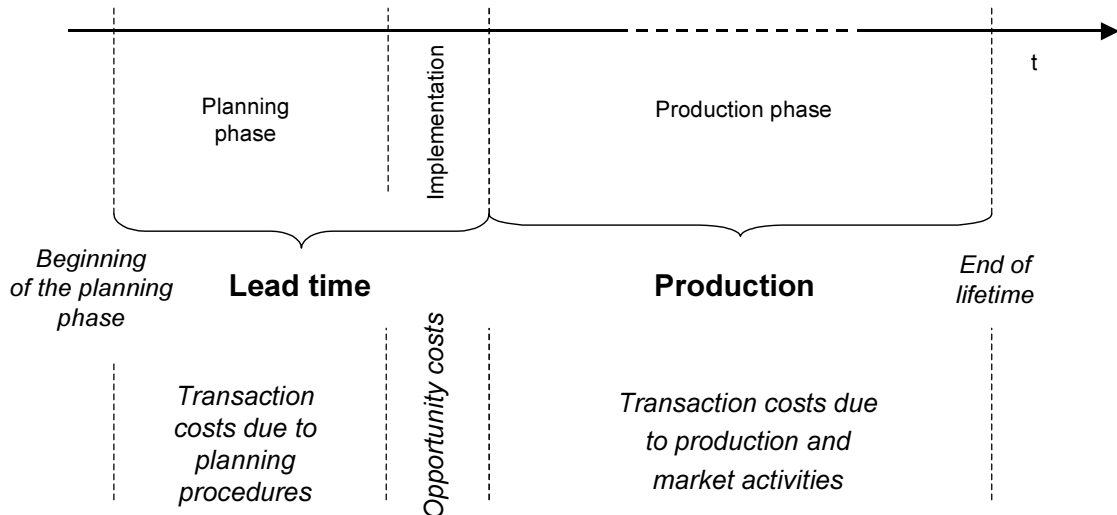 t
Planning
phase
Implementation
Production phase
Beginning
of the planning
phase
Lead time
Production
End of
lifetime
Transaction
costs due to
planning
procedures
Opportunity costs
Transaction costs due
to production and
market activities